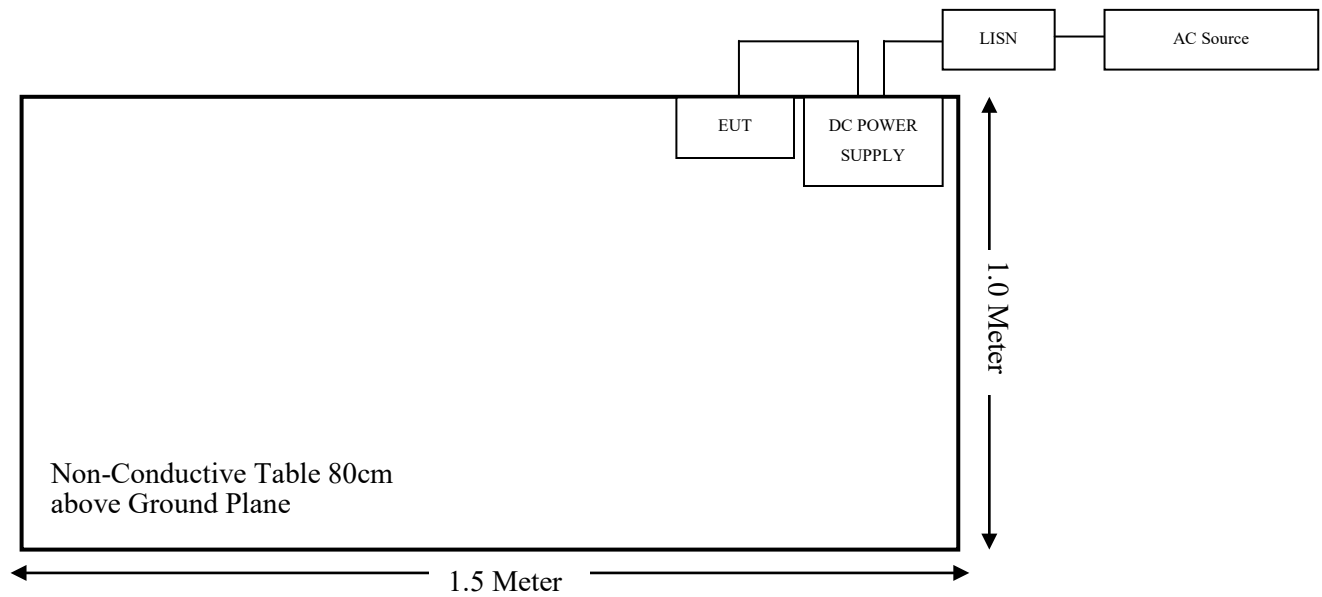 LISN
AC Source
EUT
DC POWER
SUPPLY
1.0 Meter
Non-Conductive Table 80cm
above Ground Plane
1.5 Meter